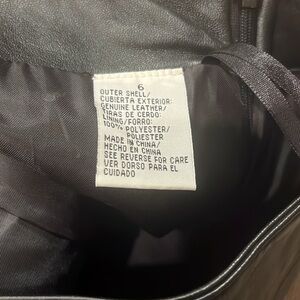 6
OUTER SHELL/
CUBIERTA EXTERIOR:
GENUINE LEATHER/
TIRAS DE CERDO:
LINING/FORRO:
100% POLYESTER/
POLIESTER
MADE IN CHINA/
HECHO EN CHINA
SEE REVERSE FOR CARE
VER DORSO PARA EL
CUIDADO